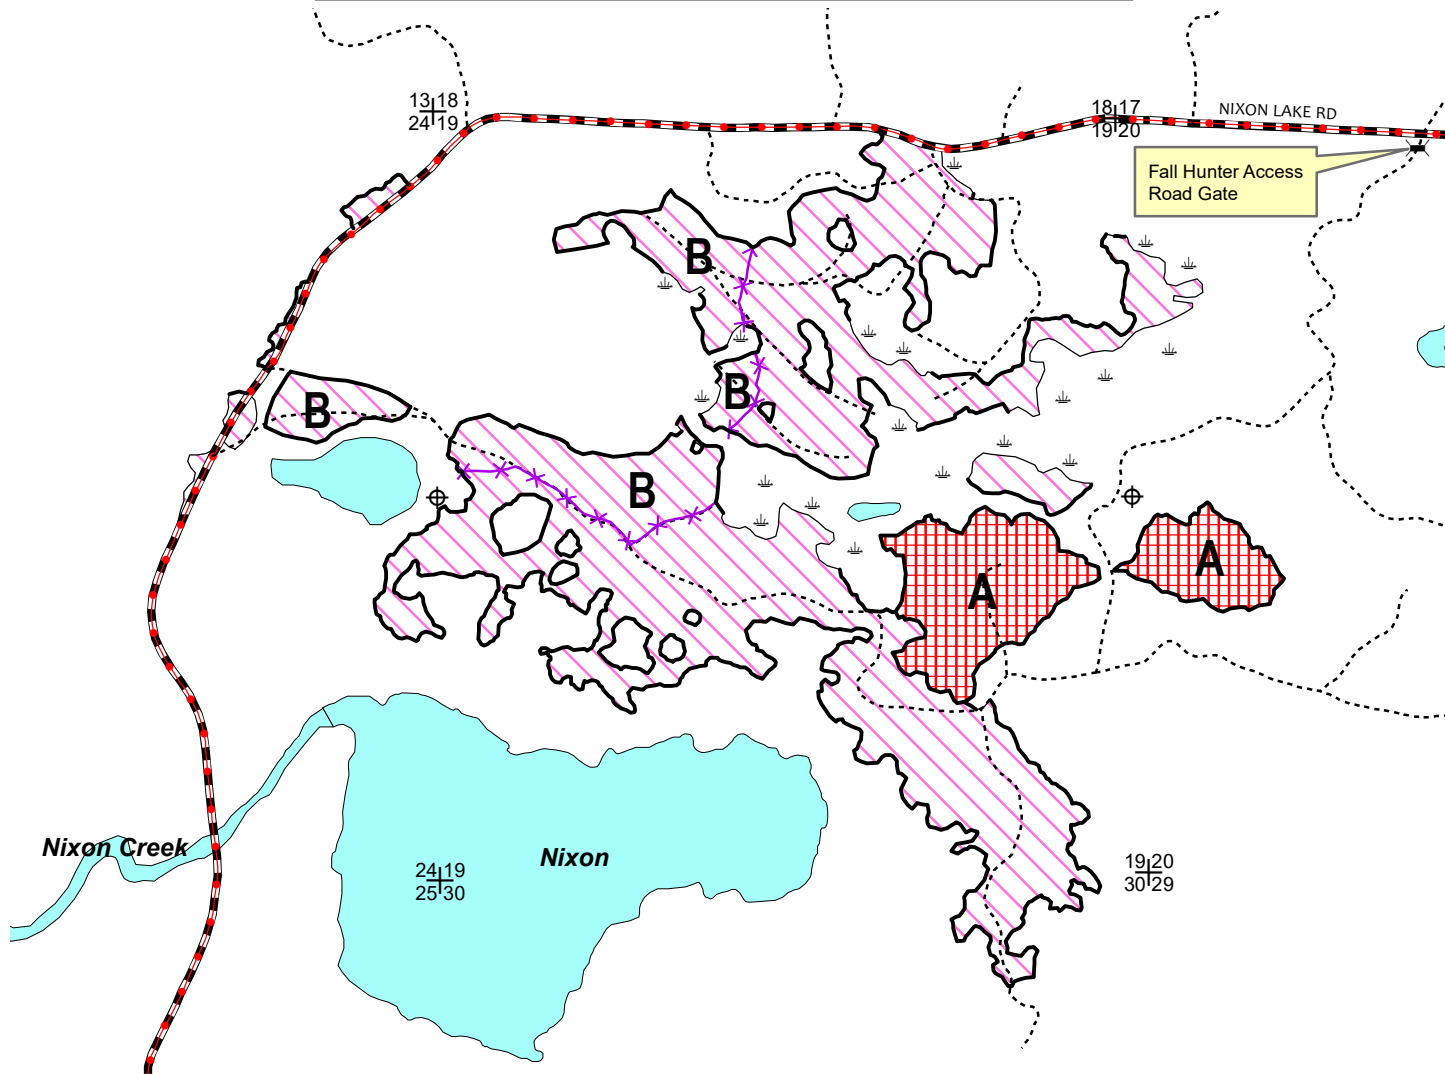 13 18
24 19
18 17
19 20
NIXON LAKE RD
Fall Hunter Access
Road Gate
B
B
B
B
A
A
Nixon Creek
Nixon
24 19
25 30
19 20
30 29